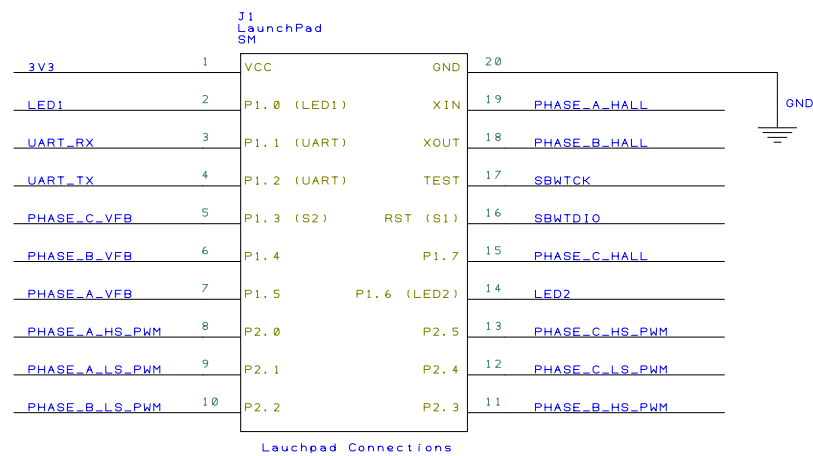 J1
LaunchPad
SM
3V3 1 VCC GND 20
LED1 2 P1.0 (LED1) XIN 19 PHASE_A_HALL GND
UART_RX 3 P1.1 (UART) XOUT 18 PHASE_B_HALL
UART_TX 4 P1.2 (UART) TEST 17 SBWTCK
PHASE_C_VFB 5 P1.3 (S2) RST (S1) 16 SBWTDIO
PHASE_B_VFB 6 P1.4 P1.7 15 PHASE_C_HALL
PHASE_A_VFB 7 P1.5 P1.6 (LED2) 14 LED2
PHASE_A_HS_PWM 8 P2.0 P2.5 13 PHASE_C_HS_PWM
PHASE_A_LS_PWM 9 P2.1 P2.4 12 PHASE_C_LS_PWM
PHASE_B_LS_PWM 10 P2.2 P2.3 11 PHASE_B_HS_PWM
Lauchpad Connections